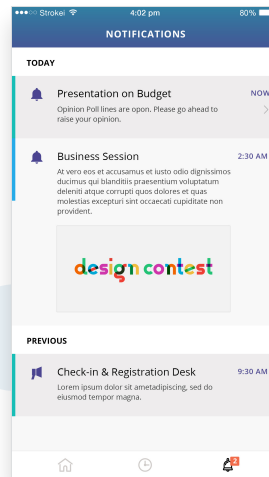 Strokei 4:02 pm 80%
NOTIFICATIONS
TODAY
Presentation on Budget NOW
Opinion Poll lines are opon. Please go ahead to
raise your opinion.
Business Session 2:30 AM
At vero eos et accusamus et iusto odio dignissimos
ducimus qui blanditiis praesentium voluptatum
deleniti atque corrupti quos dolores et quas
molestias excepturi sint occaecati cupiditate non
provident.
design contest
PREVIOUS
Check-in & Registration Desk 9:30 AM
Lorem ipsum dolor sit ametadipiscing, sed do
eiusmod tempor magna.
2